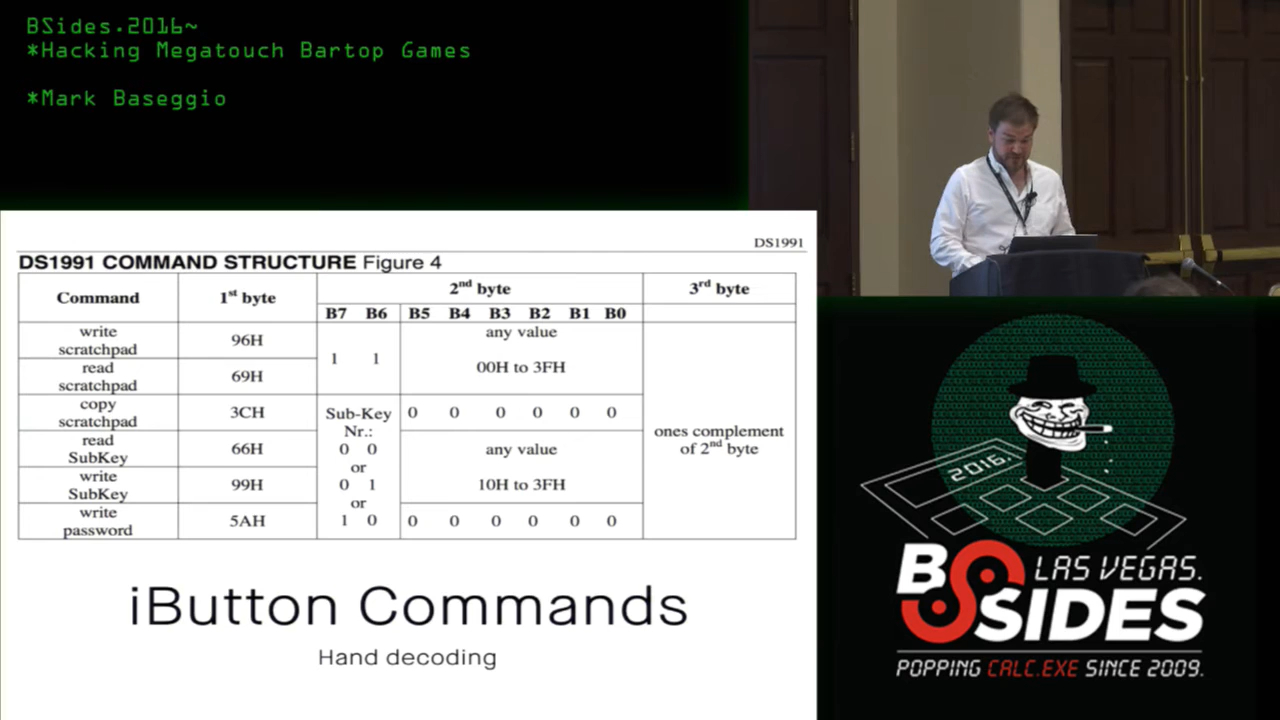 BSides.2016~
*Hacking Megatouch Bartop Games
*Mark Baseggio
DS1991
DS1991 COMMAND STRUCTURE Figure 4
Command 1st byte 2nd byte 3rd byte
B7 B6 B5 B4 B3 B2 B1 B0
write scratchpad 96H 1 1 any value 00H to 3FH
read scratchpad 69H
copy scratchpad 3CH Sub-Key Nr.: 0 0 0 0 0 0
read SubKey 66H 0 0 or any value 10H to 3FH ones complement of 2nd byte
write SubKey 99H 0 1 or
write password 5AH 1 0 0 0 0 0 0 0
iButton Commands
Hand decoding
2016.
BSIDES LAS VEGAS.
POPPING CALC.EXE SINCE 2009.